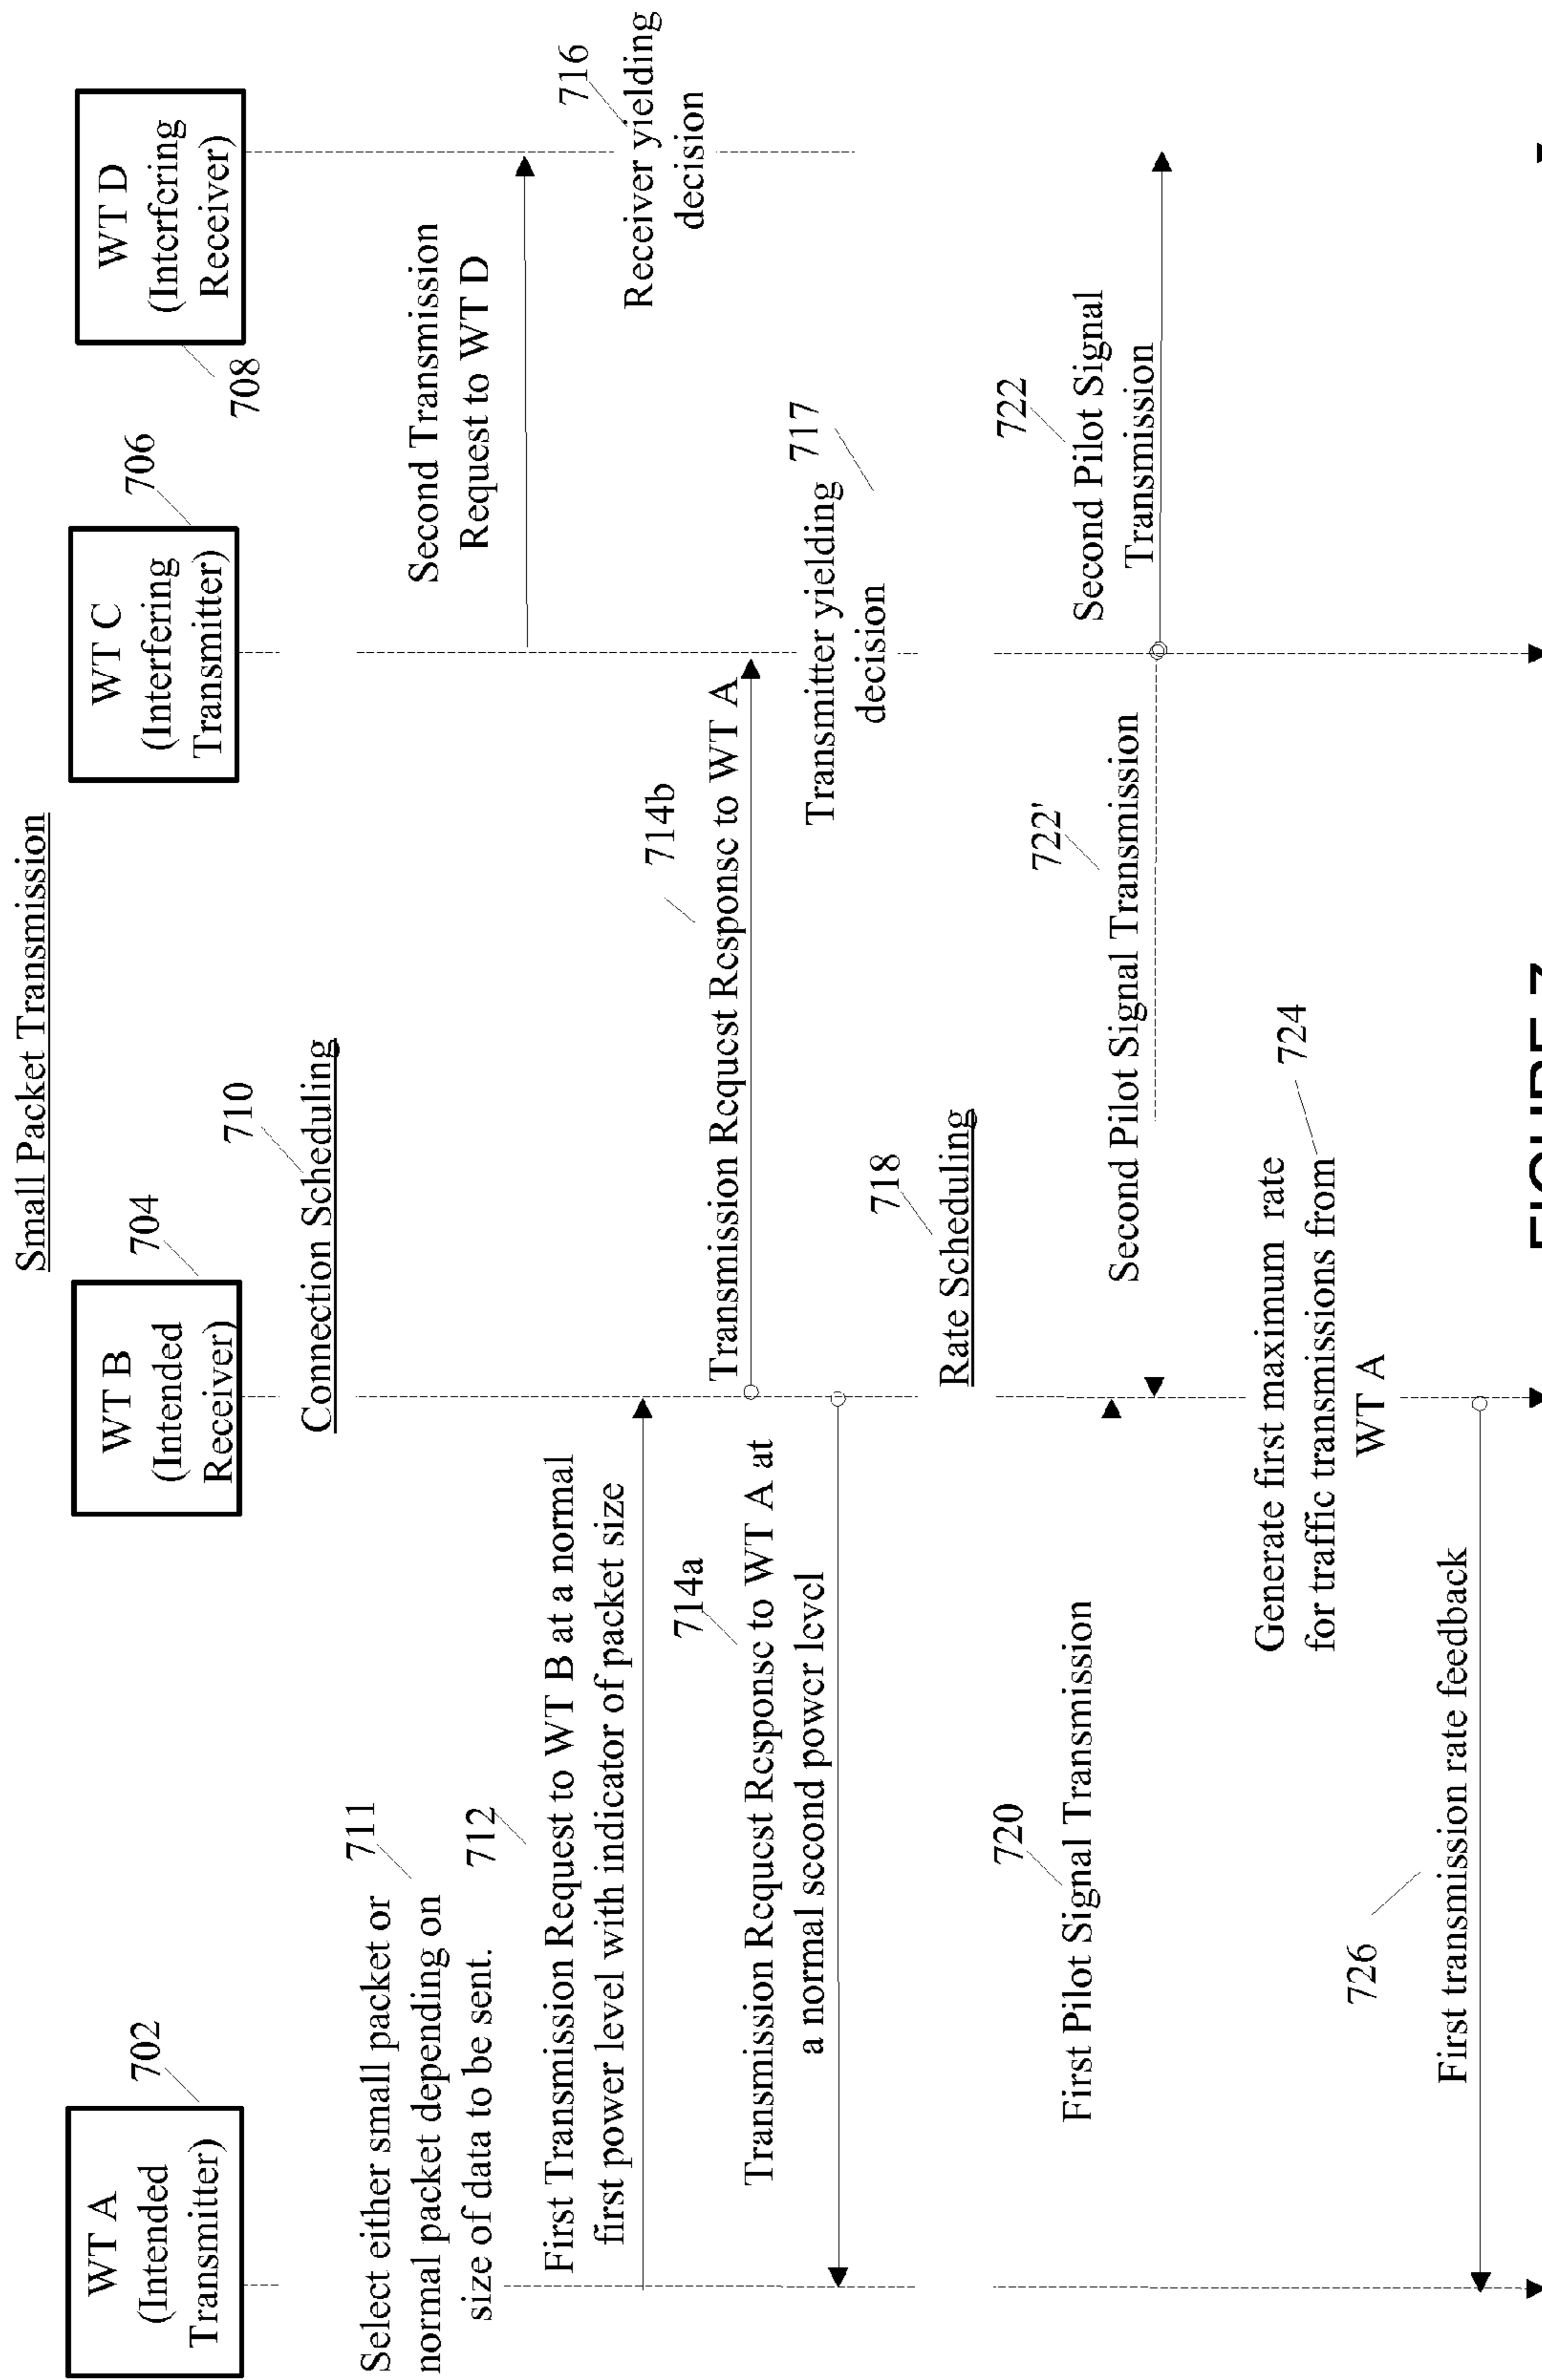 Small Packet Transmission
WT A
(Intended
Transmitter)
702
WT B
(Intended
Receiver)
704
WT C
(Interfering
Transmitter)
706
WT D
(Interfering
Receiver)
708
710
Connection Scheduling
Select either small packet or
normal packet depending on
size of data to be sent.
711
Second Transmission
Request to WT D
712
First Transmission Request to WT B at a normal
first power level with indicator of packet size
716
Receiver yielding
decision
714b
Transmission Request Response to WT A
714a
Transmission Request Response to WT A at
a normal second power level
Transmitter yielding
decision
717
718
Rate Scheduling
720
First Pilot Signal Transmission
722'
Second Pilot Signal Transmission
722
Second Pilot Signal
Transmission
Generate first maximum rate
for traffic transmissions from
WT A
724
726
First transmission rate feedback